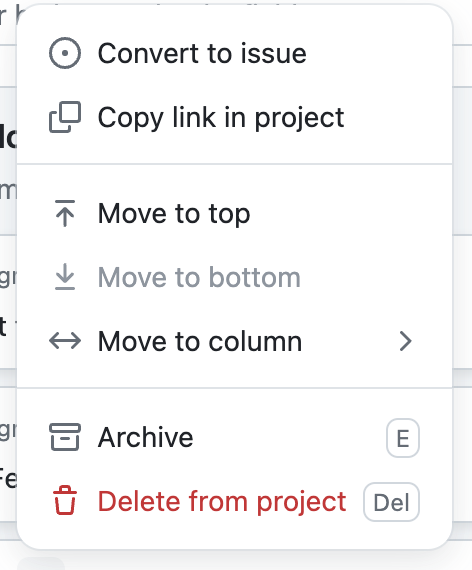 Convert to issue
Copy link in project
Move to top
Move to bottom
Move to column
Archive E
Delete from project Del